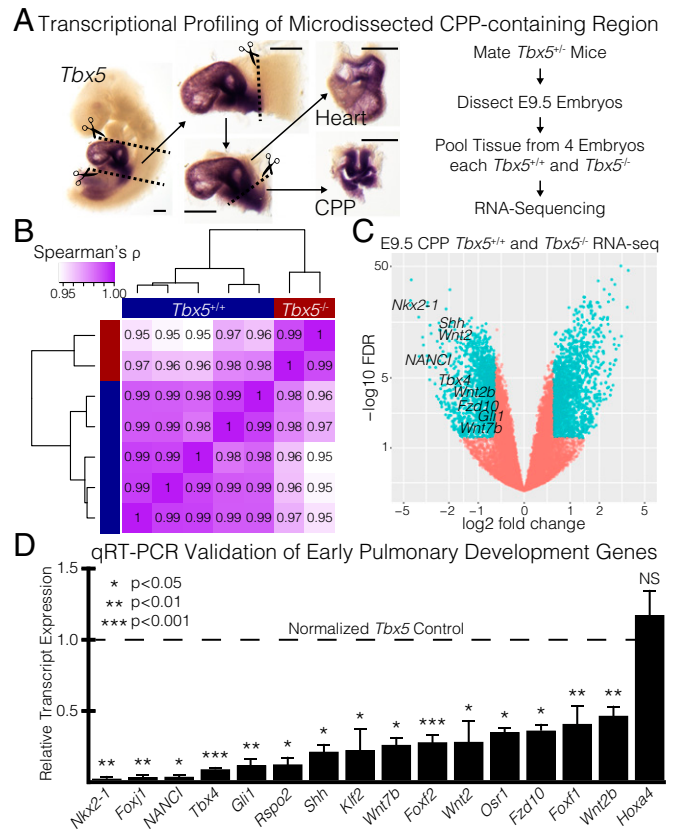 A Transcriptional Profiling of Microdissected CPP-containing Region
Tbx5
Heart
CPP
Mate Tbx5+/- Mice
Dissect E9.5 Embryos
Pool Tissue from 4 Embryos
each Tbx5+/+ and Tbx5-/-
RNA-Sequencing
B
Spearman's ρ
0.95 1.00
Tbx5+/+ Tbx5-/-
0.95 0.95 0.95 0.97 0.96 0.99 1
0.97 0.96 0.96 0.98 0.98 1 0.99
0.99 0.99 0.98 0.99 1 0.98 0.96
0.99 0.99 0.98 1 0.99 0.98 0.97
0.99 0.99 1 0.98 0.98 0.96 0.95
0.99 1 0.99 0.99 0.99 0.96 0.95
1 0.99 0.99 0.99 0.99 0.97 0.95
C
E9.5 CPP Tbx5+/+ and Tbx5-/- RNA-seq
−log10 FDR
50
5
1
Nkx2-1
Shh
Wnt2
NANCI
Tbx4
Wnt2b
Fzd10
Gli1
Wnt7b
−5 −2 −1 0 1 2 5
log2 fold change
D qRT-PCR Validation of Early Pulmonary Development Genes
Relative Transcript Expression
1.5
1.0
0.5
* p<0.05
** p<0.01
*** p<0.001
Normalized Tbx5 Control
** ** * *** ** * * * * *** * * * ** ** NS
Nkx2-1 Foxj1 NANCI Tbx4 Gli1 Rspo2 Shh Klf2 Wnt7b Foxf2 Wnt2 Osr1 Fzd10 Foxf1 Wnt2b Hoxa4